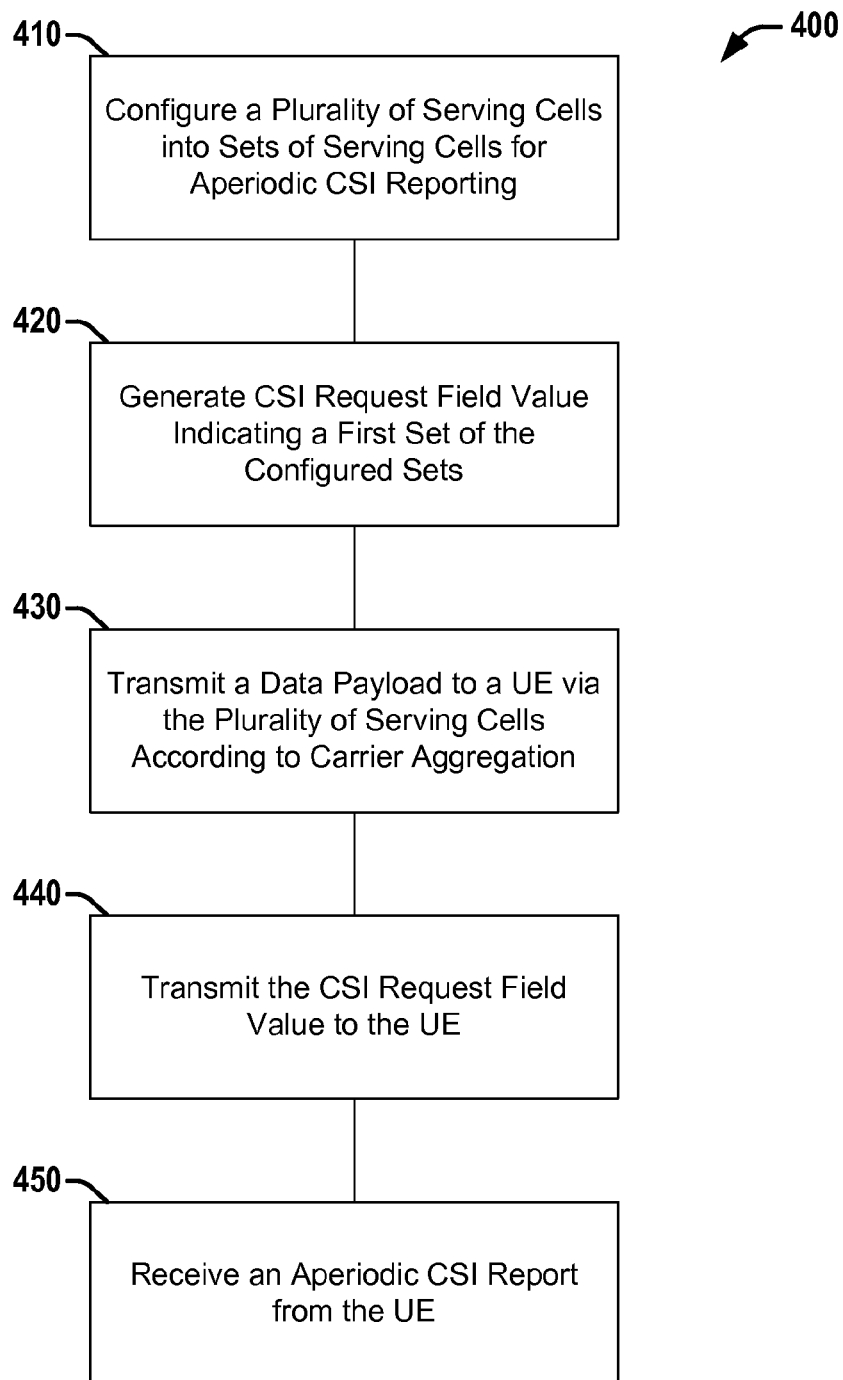 400
410
Configure a Plurality of Serving Cells
into Sets of Serving Cells for
Aperiodic CSI Reporting
420
Generate CSI Request Field Value
Indicating a First Set of the
Configured Sets
430
Transmit a Data Payload to a UE via
the Plurality of Serving Cells
According to Carrier Aggregation
440
Transmit the CSI Request Field
Value to the UE
450
Receive an Aperiodic CSI Report
from the UE